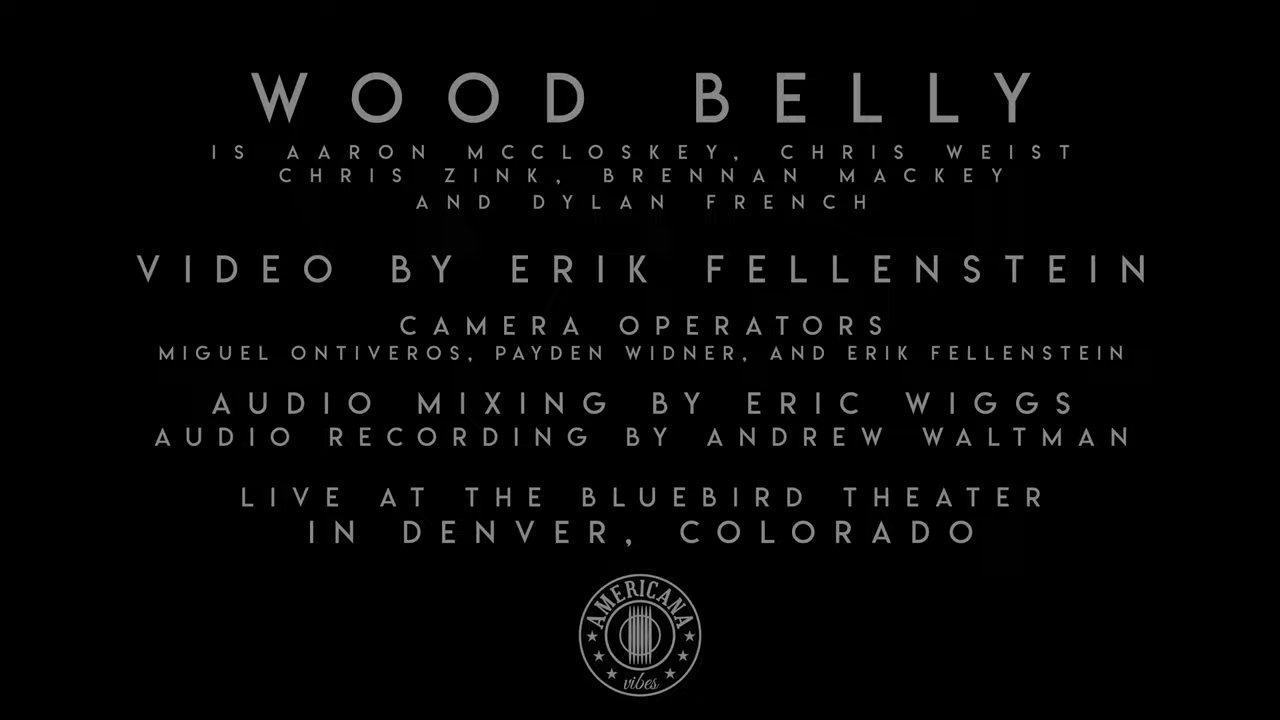 WOOD BELLY
IS AARON MCCLOSKEY, CHRIS WEIST
CHRIS ZINK, BRENNAN MACKEY
AND DYLAN FRENCH
VIDEO BY ERIK FELLENSTEIN
CAMERA OPERATORS
MIGUEL ONTIVEROS, PAYDEN WIDNER, AND ERIK FELLENSTEIN
AUDIO MIXING BY ERIC WIGGS
AUDIO RECORDING BY ANDREW WALTMAN
LIVE AT THE BLUEBIRD THEATER
IN DENVER, COLORADO
AMERICANA
vibes